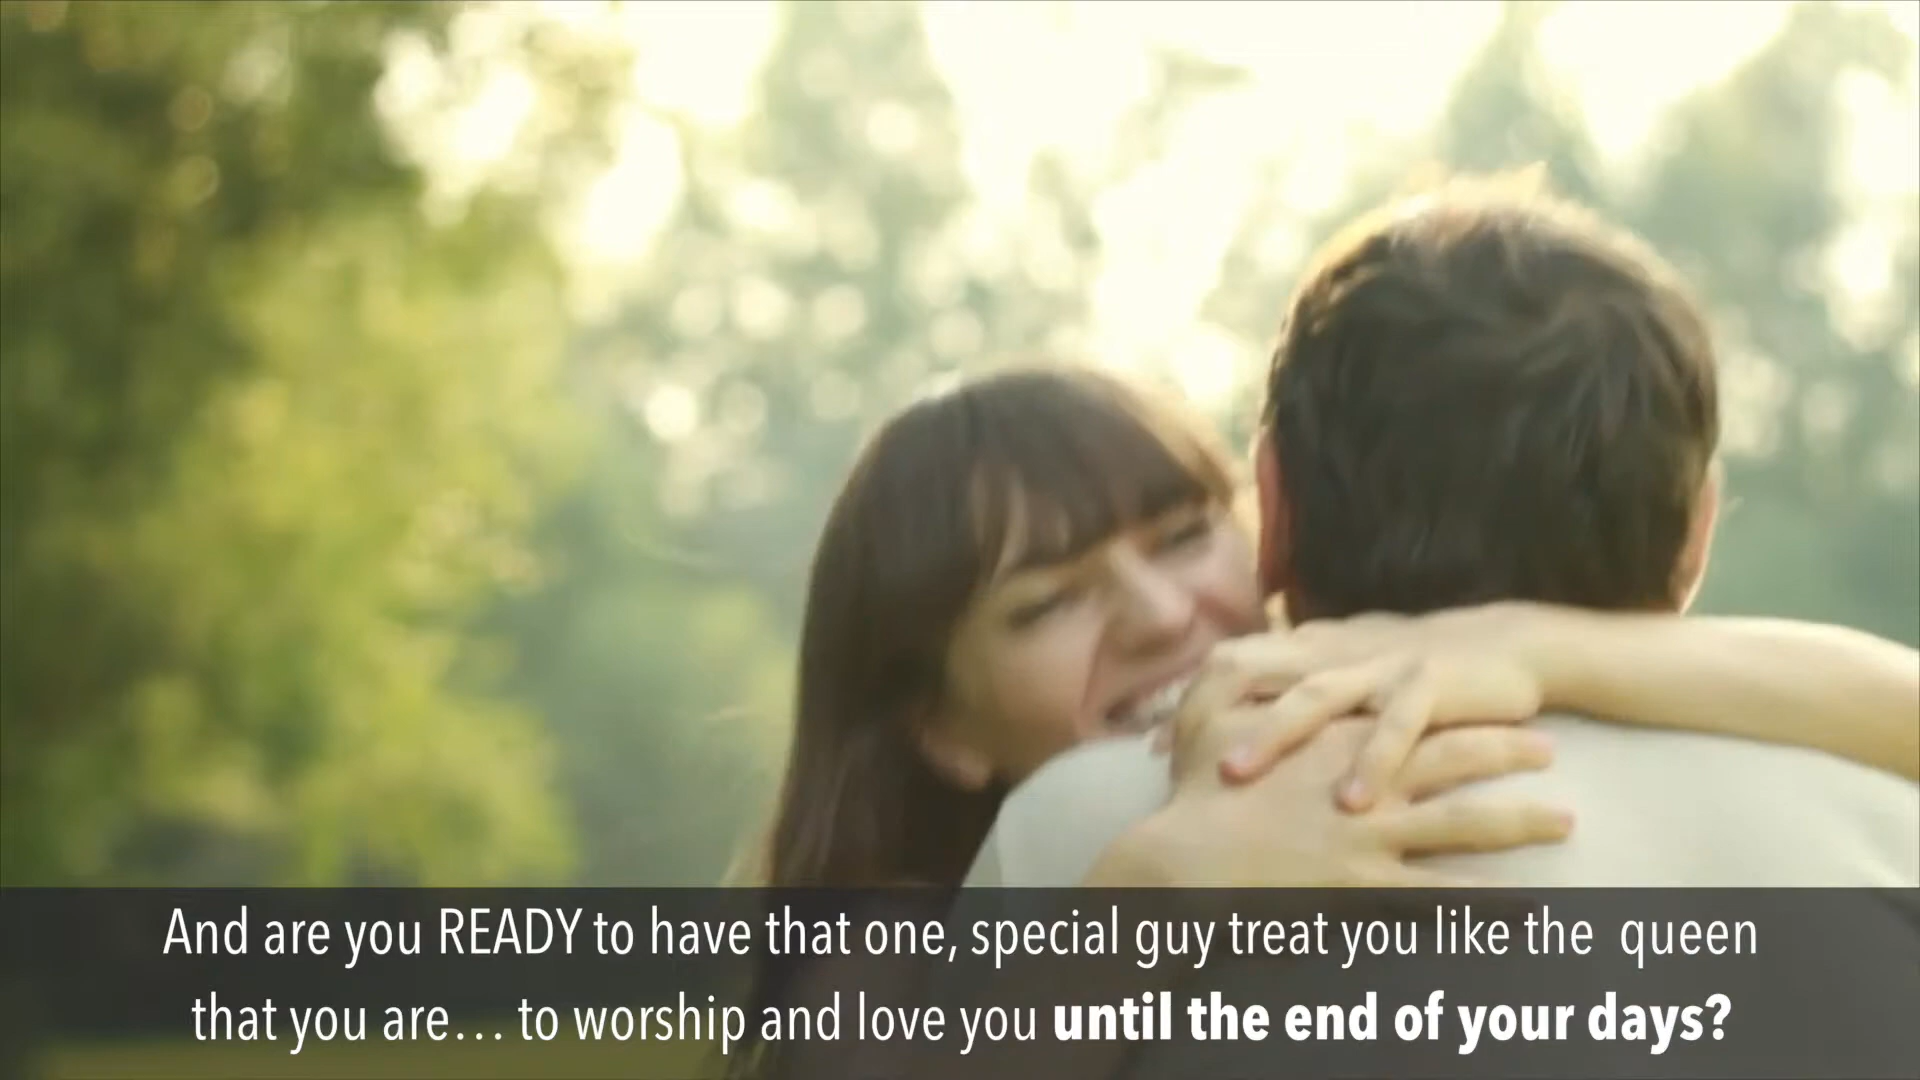 And are you READY to have that one, special guy treat you like the  queen
that you are... to worship and love you until the end of your days?